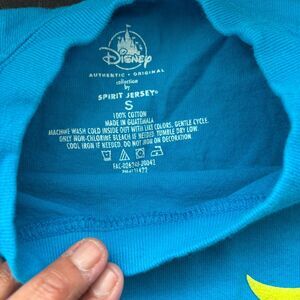 Disney
AUTHENTIC • ORIGINAL
collection
by
SPIRIT JERSEY®
S
100% COTTON
MADE IN GUATEMALA
MACHINE WASH COLD INSIDE OUT WITH LIKE COLORS. GENTLE CYCLE.
ONLY NON-CHLORINE BLEACH IF NEEDED. TUMBLE DRY LOW.
COOL IRON IF NEEDED. DO NOT IRON ON DECORATION.